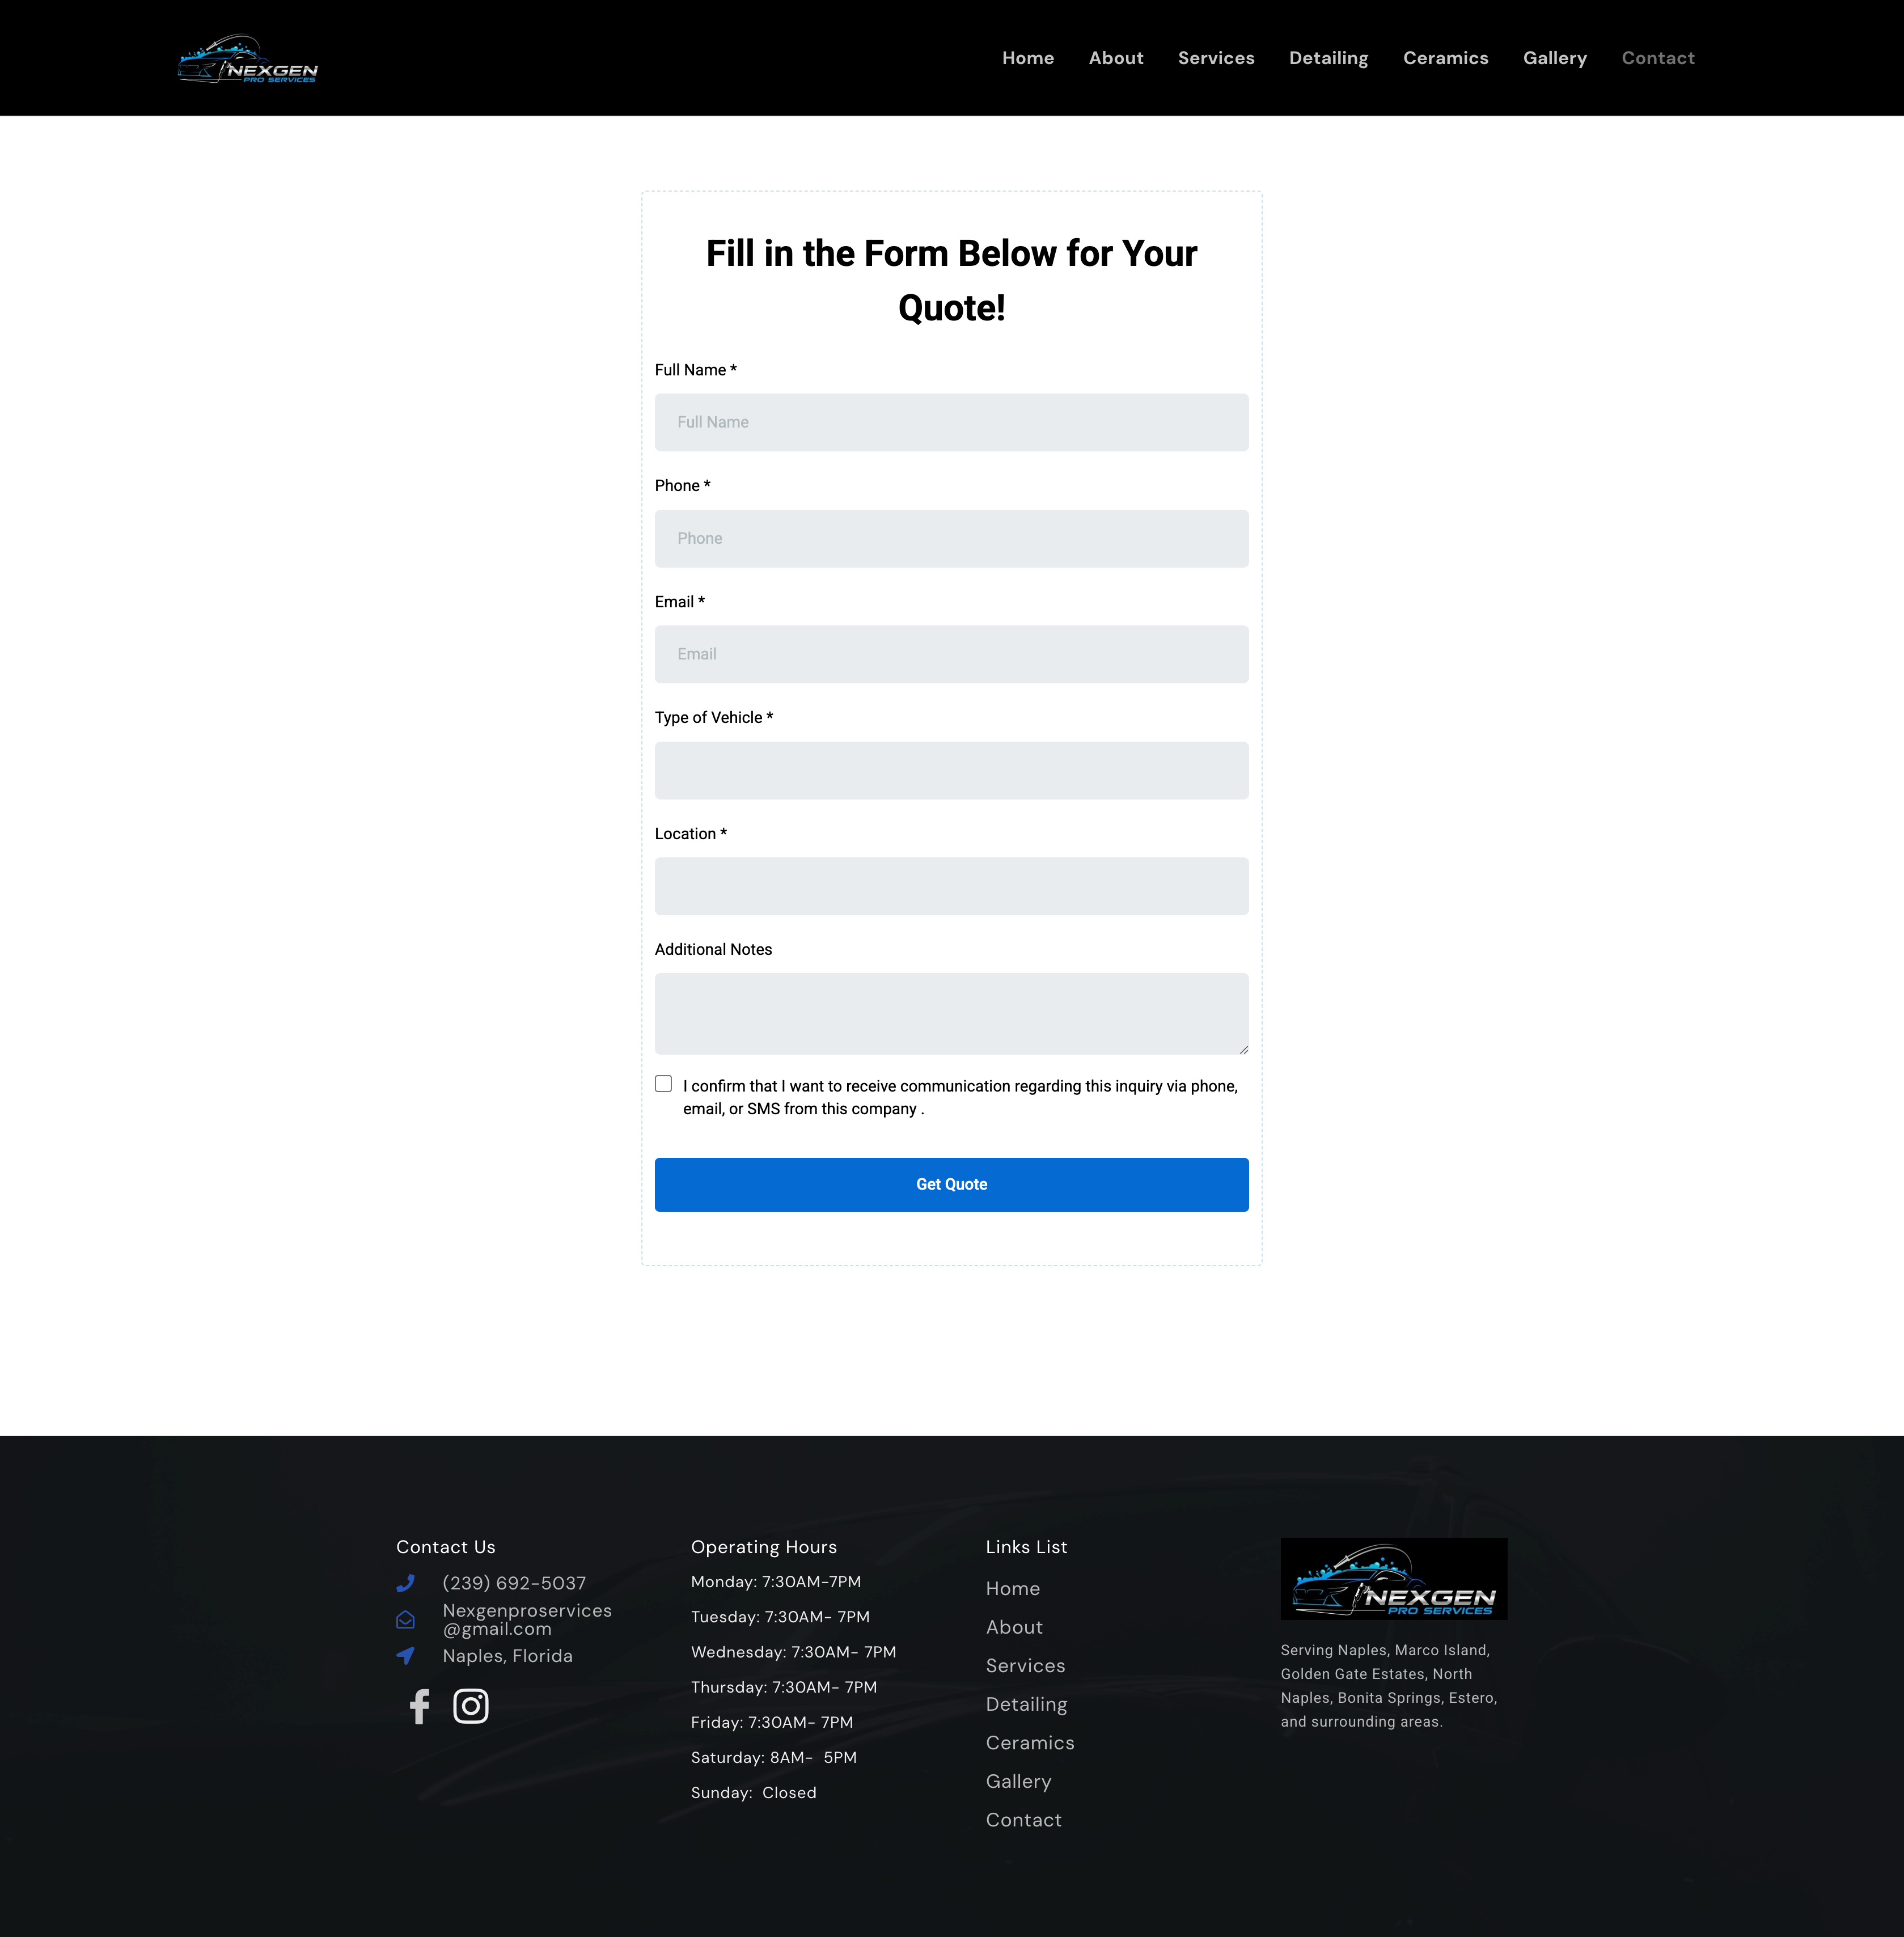 NEXGEN
PRO SERVICES
Home About Services Detailing Ceramics Gallery Contact
Fill in the Form Below for Your
Quote!
Full Name *
Full Name
Phone *
Phone
Email *
Email
Type of Vehicle *
Location *
Additional Notes
I confirm that I want to receive communication regarding this inquiry via phone,
email, or SMS from this company .
Get Quote
Contact Us
(239) 692-5037
Nexgenproservices
@gmail.com
Naples, Florida
Operating Hours
Monday: 7:30AM-7PM
Tuesday: 7:30AM- 7PM
Wednesday: 7:30AM- 7PM
Thursday: 7:30AM- 7PM
Friday: 7:30AM- 7PM
Saturday: 8AM-  5PM
Sunday:  Closed
Links List
Home
About
Services
Detailing
Ceramics
Gallery
Contact
NEXGEN
PRO SERVICES
Serving Naples, Marco Island,
Golden Gate Estates, North
Naples, Bonita Springs, Estero,
and surrounding areas.